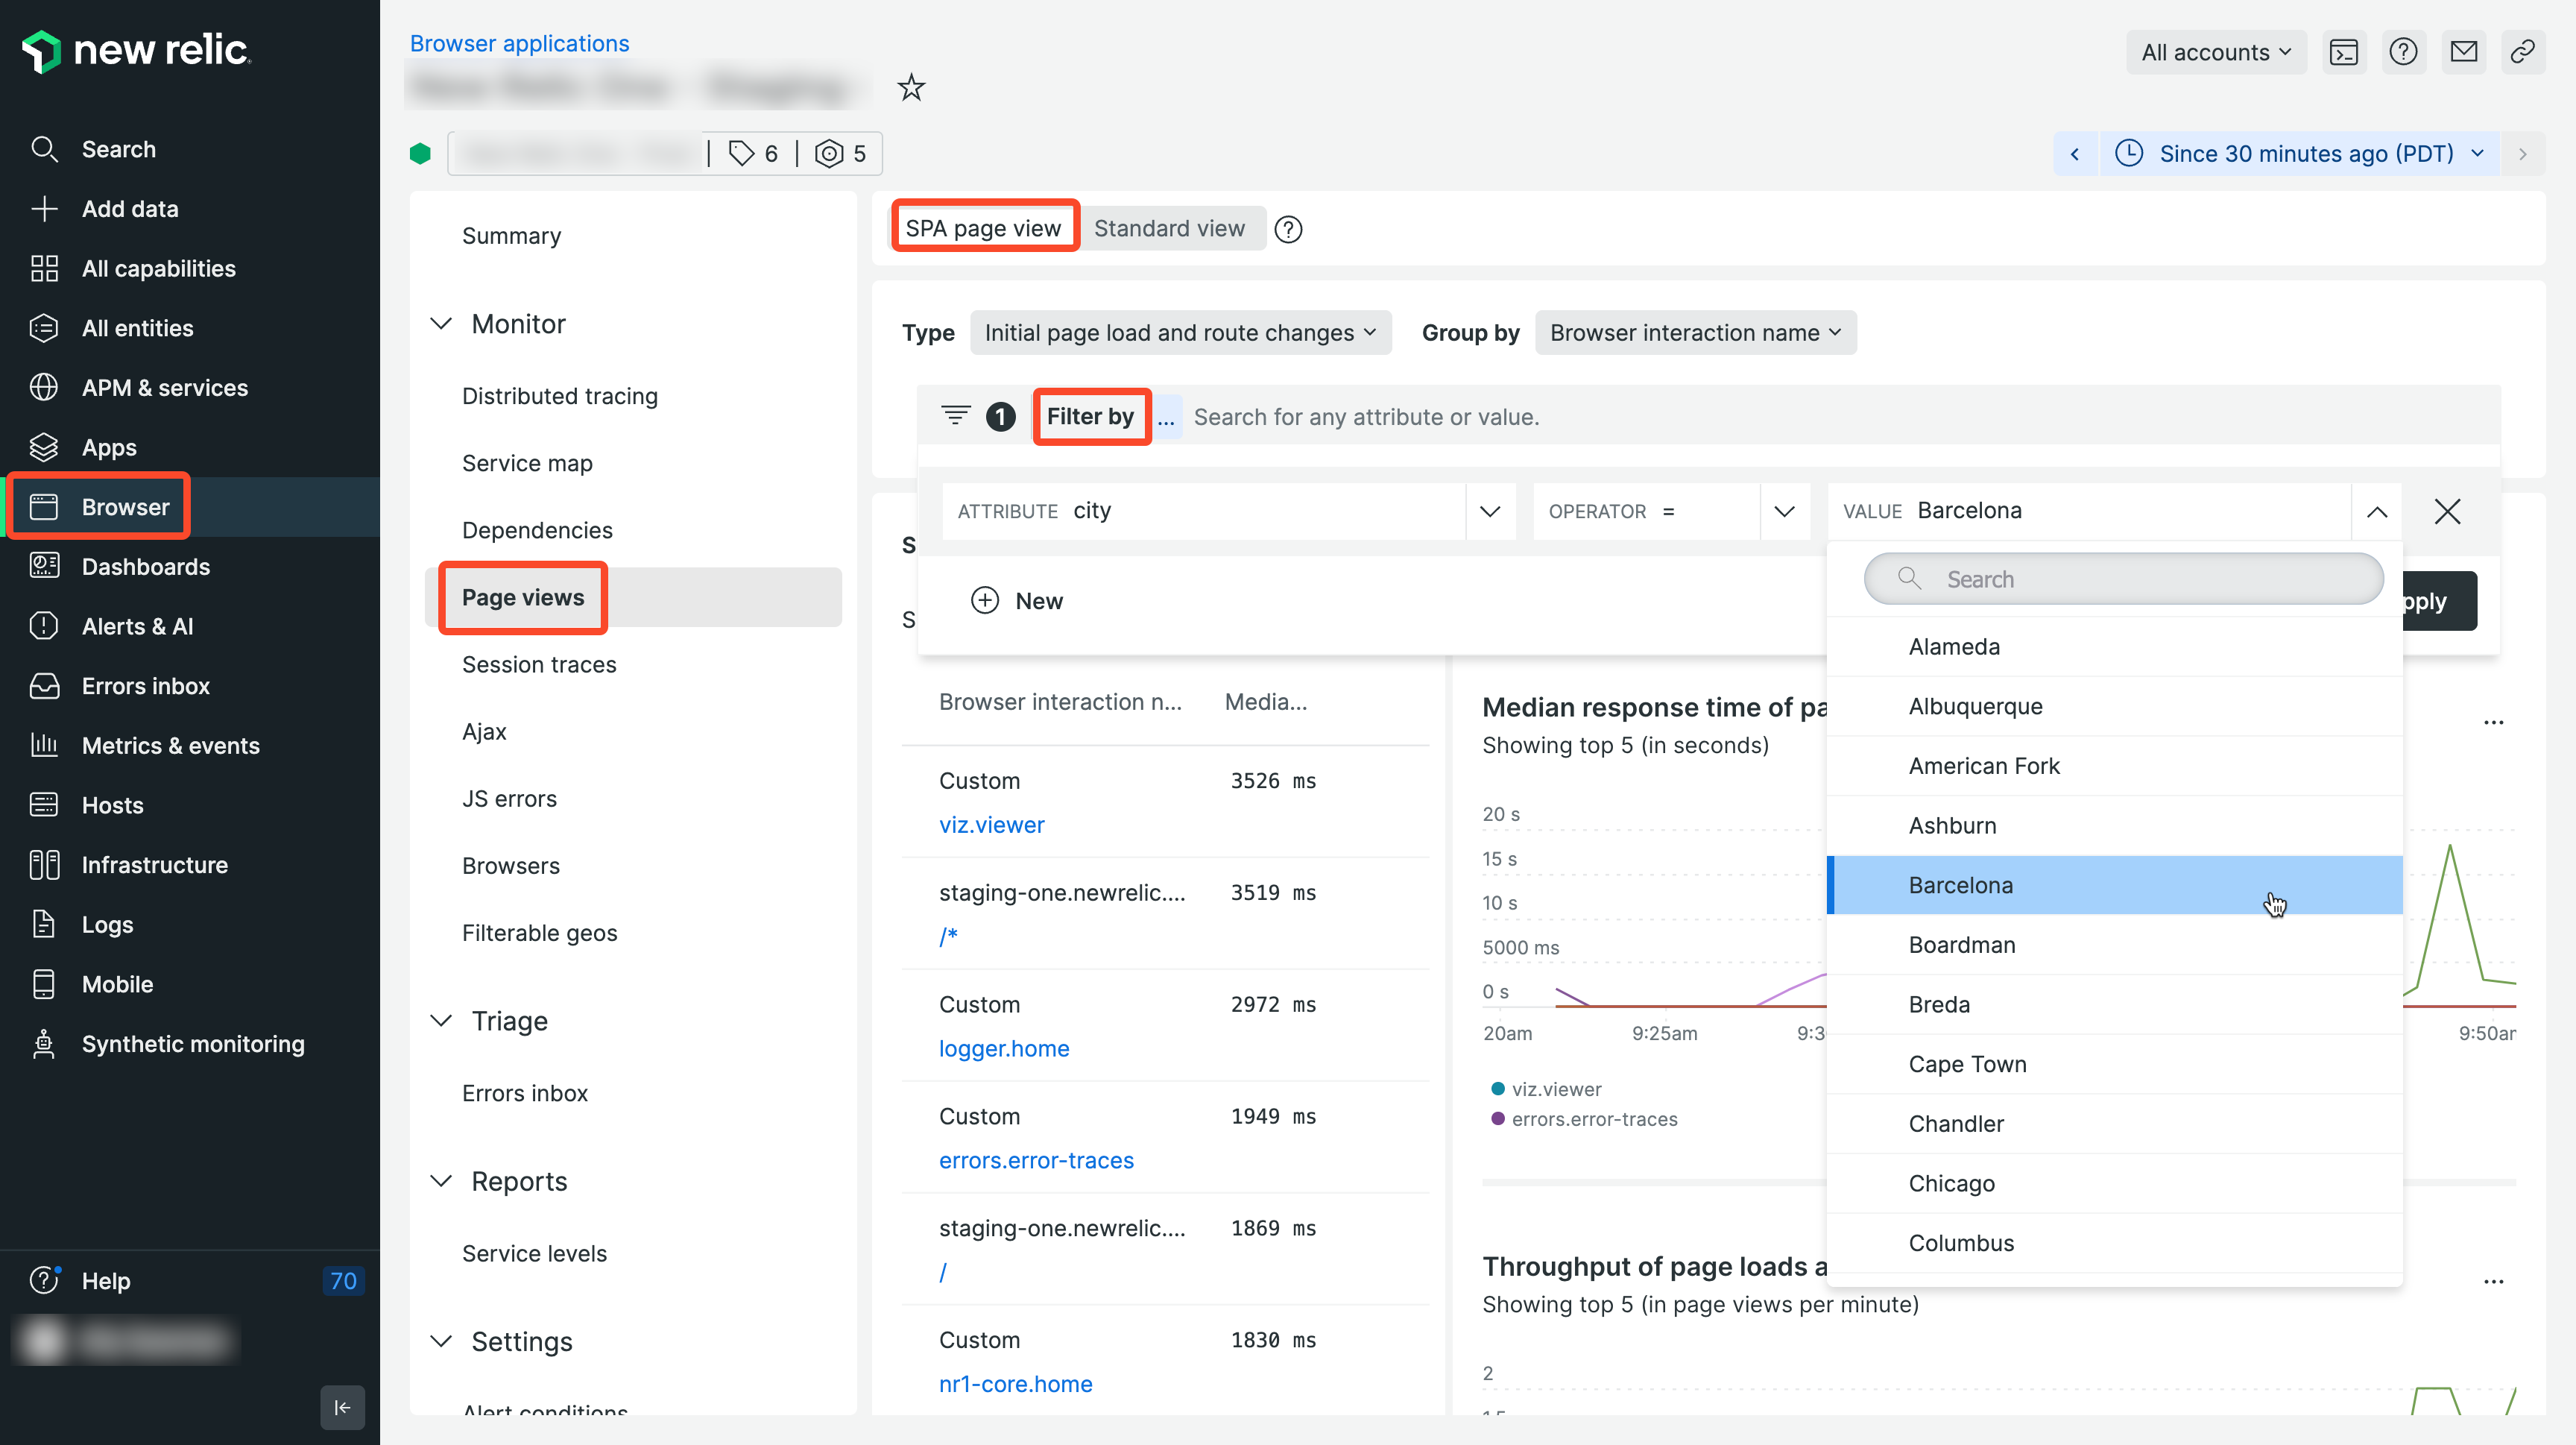 new relic
Search
Add data
All capabilities
All entities
APM & services
Apps
Browser
Dashboards
Alerts & AI
Errors inbox
Metrics & events
Hosts
Infrastructure
Logs
Mobile
Synthetic monitoring
Help 70
Browser applications
All accounts
6 5
Since 30 minutes ago (PDT)
Summary
Monitor
Distributed tracing
Service map
Dependencies
Page views
Session traces
Ajax
JS errors
Browsers
Filterable geos
Triage
Errors inbox
Reports
Service levels
Settings
Alert conditions
SPA page view Standard view
Type Initial page load and route changes Group by Browser interaction name
1 Filter by ... Search for any attribute or value.
ATTRIBUTE city OPERATOR = VALUE Barcelona
New
pply
Search
Alameda
Albuquerque
American Fork
Ashburn
Barcelona
Boardman
Breda
Cape Town
Chandler
Chicago
Columbus
S
S
Browser interaction n... Media...
Custom 3526 ms
viz.viewer
staging-one.newrelic.... 3519 ms
/*
Custom 2972 ms
logger.home
Custom 1949 ms
errors.error-traces
staging-one.newrelic.... 1869 ms
/
Custom 1830 ms
nr1-core.home
Median response time of pa
Showing top 5 (in seconds)
20 s
15 s
10 s
5000 ms
0 s
20am 9:25am 9:3 9:50am
viz.viewer
errors.error-traces
Throughput of page loads a
Showing top 5 (in page views per minute)
2
1.5